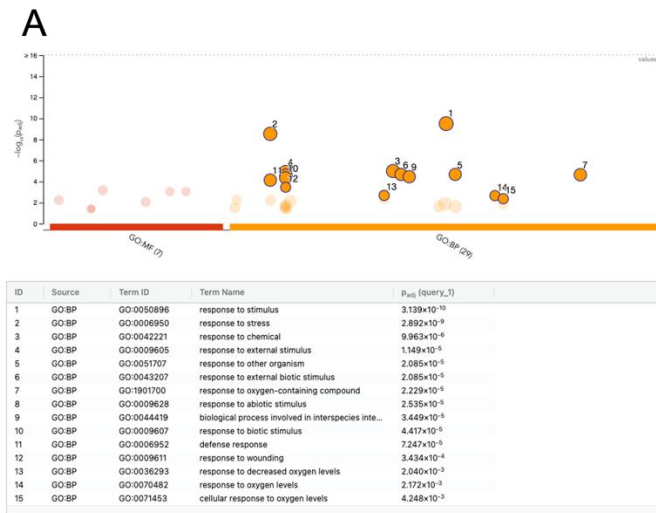 A
≥16
values
14
12
10
8
6
4
2
0
-log10(padj)
1
2
3
4
5
6
7
9
10
11
12
13
14
15
GO:MF (7)
GO:BP (29)
ID Source Term ID Term Name padj (query_1)
1 GO:BP GO:0050896 response to stimulus 3.139×10⁻¹⁰
2 GO:BP GO:0006950 response to stress 2.892×10⁻⁹
3 GO:BP GO:0042221 response to chemical 9.963×10⁻⁶
4 GO:BP GO:0009605 response to external stimulus 1.149×10⁻⁵
5 GO:BP GO:0051707 response to other organism 2.085×10⁻⁵
6 GO:BP GO:0043207 response to external biotic stimulus 2.085×10⁻⁵
7 GO:BP GO:1901700 response to oxygen-containing compound 2.229×10⁻⁵
8 GO:BP GO:0009628 response to abiotic stimulus 2.535×10⁻⁵
9 GO:BP GO:0044419 biological process involved in interspecies inte... 3.449×10⁻⁵
10 GO:BP GO:0009607 response to biotic stimulus 4.417×10⁻⁵
11 GO:BP GO:0006952 defense response 7.247×10⁻⁵
12 GO:BP GO:0009611 response to wounding 3.434×10⁻⁴
13 GO:BP GO:0036293 response to decreased oxygen levels 2.040×10⁻³
14 GO:BP GO:0070482 response to oxygen levels 2.172×10⁻³
15 GO:BP GO:0071453 cellular response to oxygen levels 4.248×10⁻³